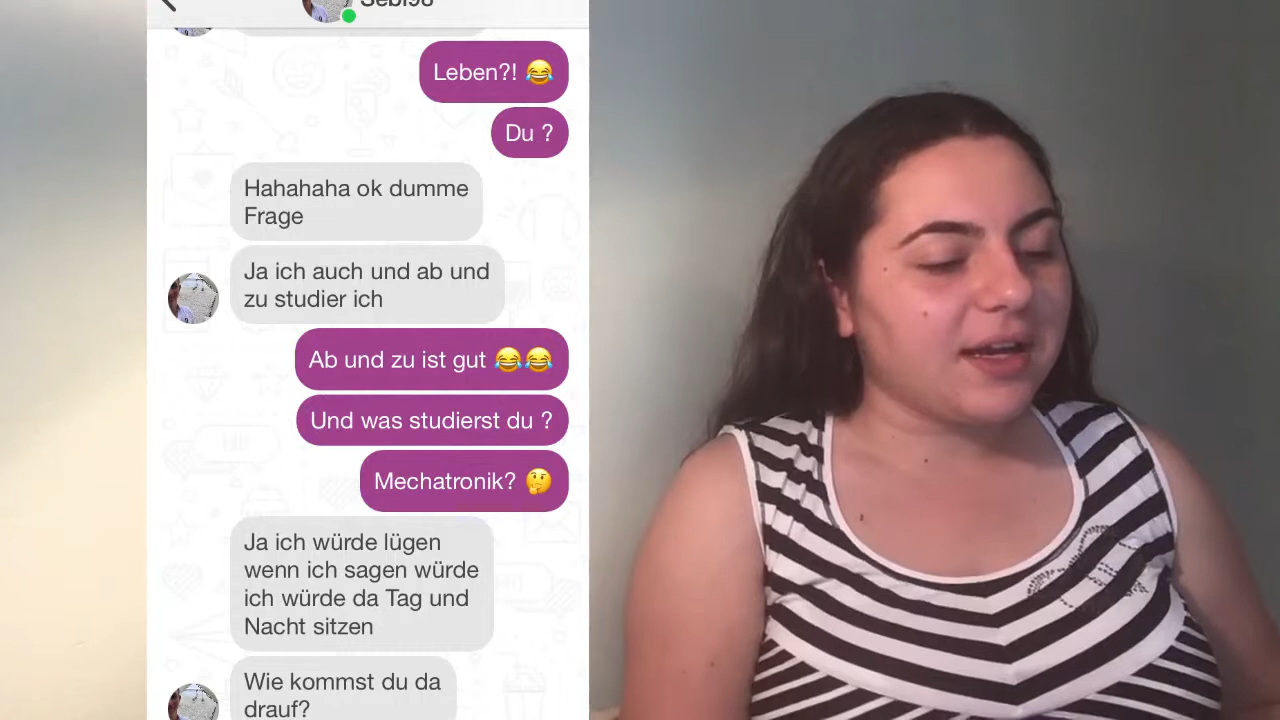 Sebi98
Leben?! 😂
Du ?
Hahahaha ok dumme
Frage
Ja ich auch und ab und
zu studier ich
Ab und zu ist gut 😂😂
Und was studierst du ?
Mechatronik? 🤔
Ja ich würde lügen
wenn ich sagen würde
ich würde da Tag und
Nacht sitzen
Wie kommst du da
drauf?